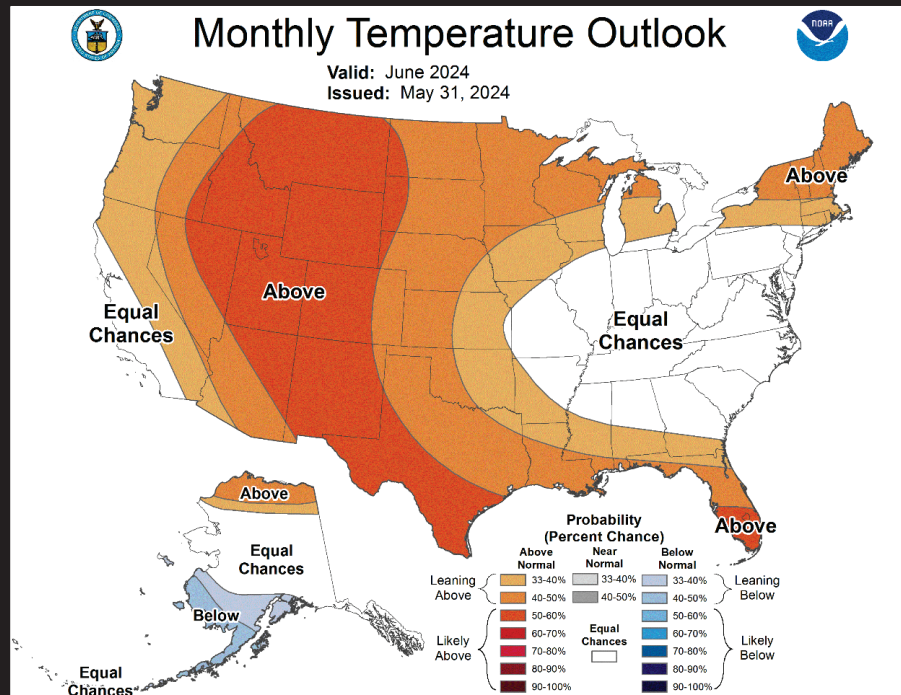 Monthly Temperature Outlook
NOAA
Valid: June 2024
Issued: May 31, 2024
Above
Above
Equal
Chances
Equal
Chances
Above
Above
Equal
Chances
Below
Equal
Chances
Probability
(Percent Chance)
Above
Normal
Near
Normal
Below
Normal
Leaning
Above
33-40%
40-50%
33-40%
40-50%
33-40%
40-50%
Leaning
Below
Likely
Above
50-60%
60-70%
70-80%
80-90%
90-100%
Equal
Chances
50-60%
60-70%
70-80%
80-90%
90-100%
Likely
Below